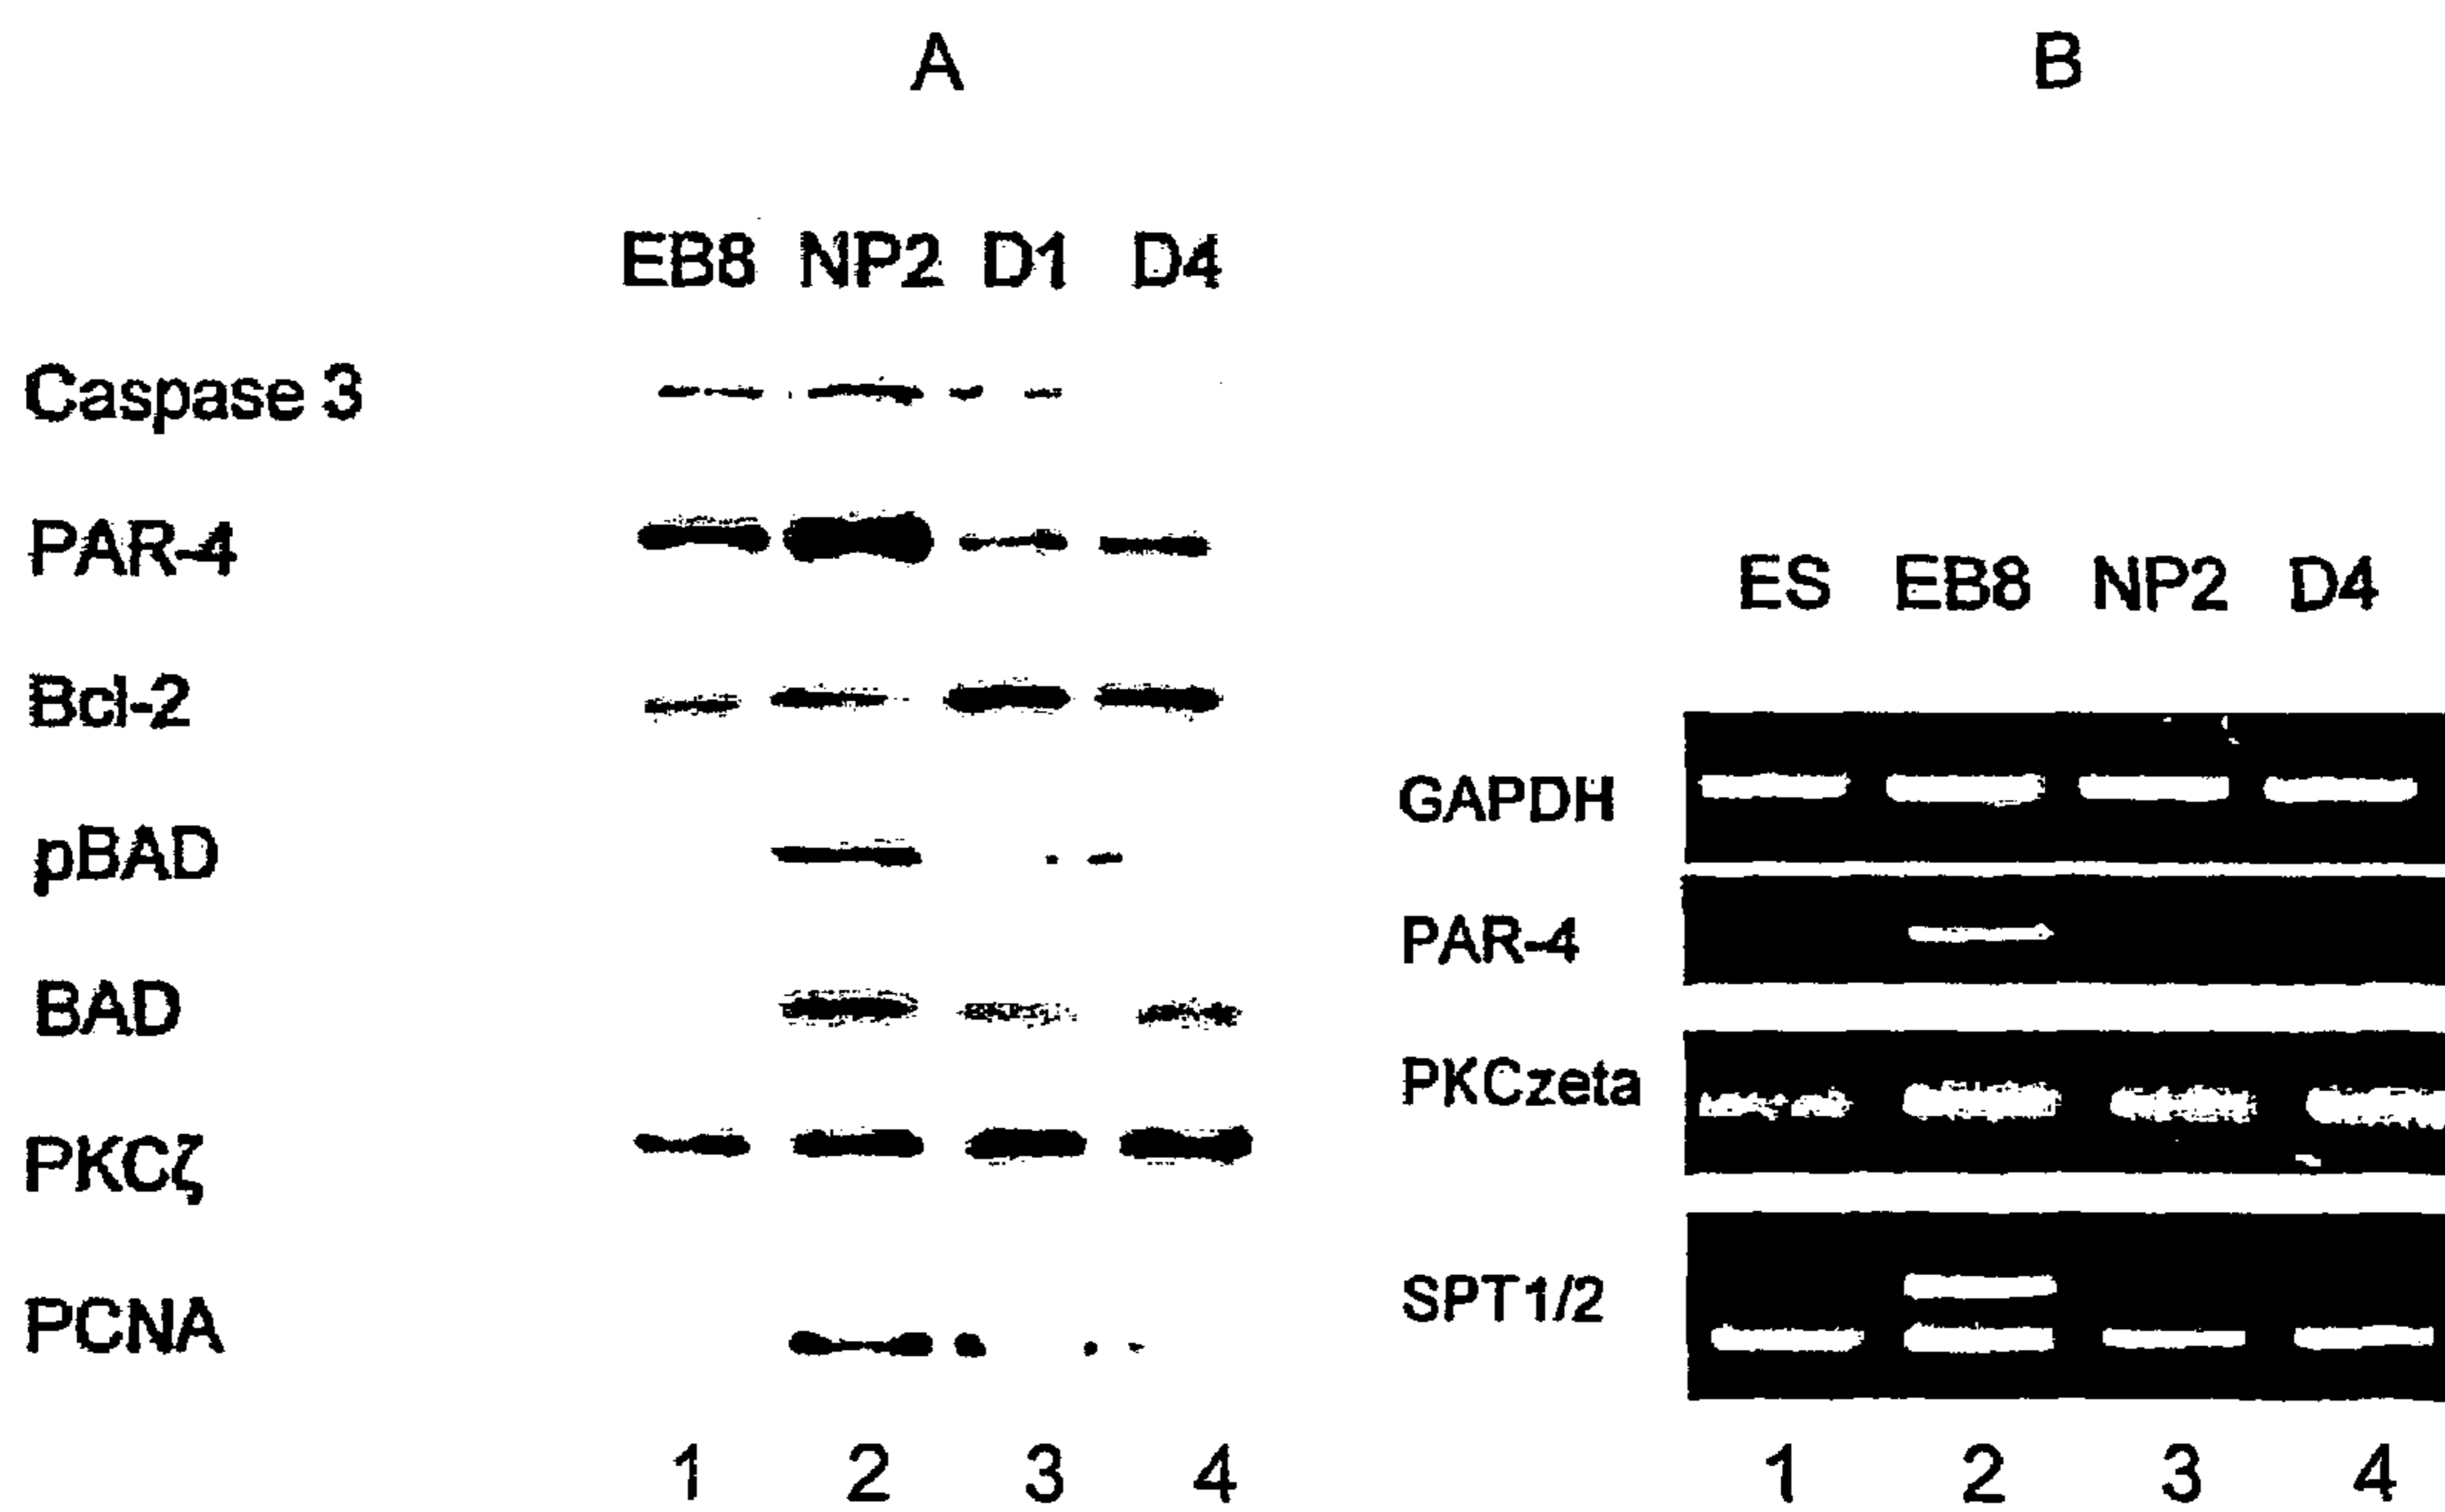 A
EB8 NP2 D1 D4
Caspase 3
PAR-4
Bcl-2
pBAD
BAD
PKCζ
PCNA
1 2 3 4
B
ES EB8 NP2 D4
GAPDH
PAR-4
PKCzeta
SPT1/2
1 2 3 4